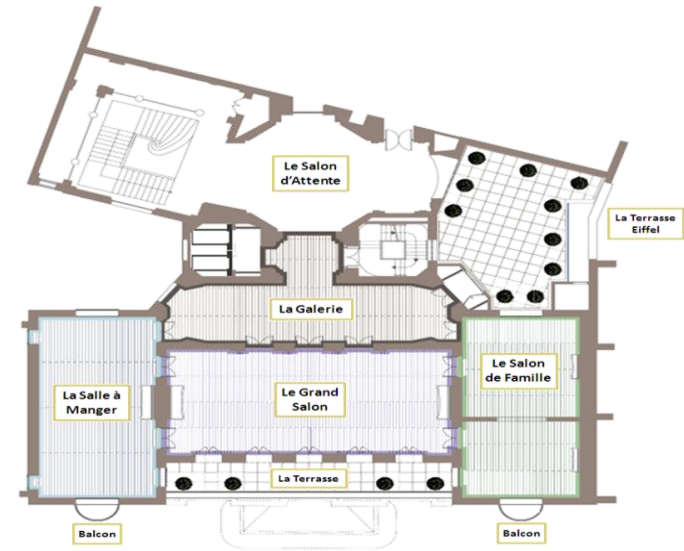 Le Salon
d'Attente
La Terrasse
Eiffel
La Galerie
La Salle à
Manger
Le Grand
Salon
Le Salon
de Famille
La Terrasse
Balcon
Balcon